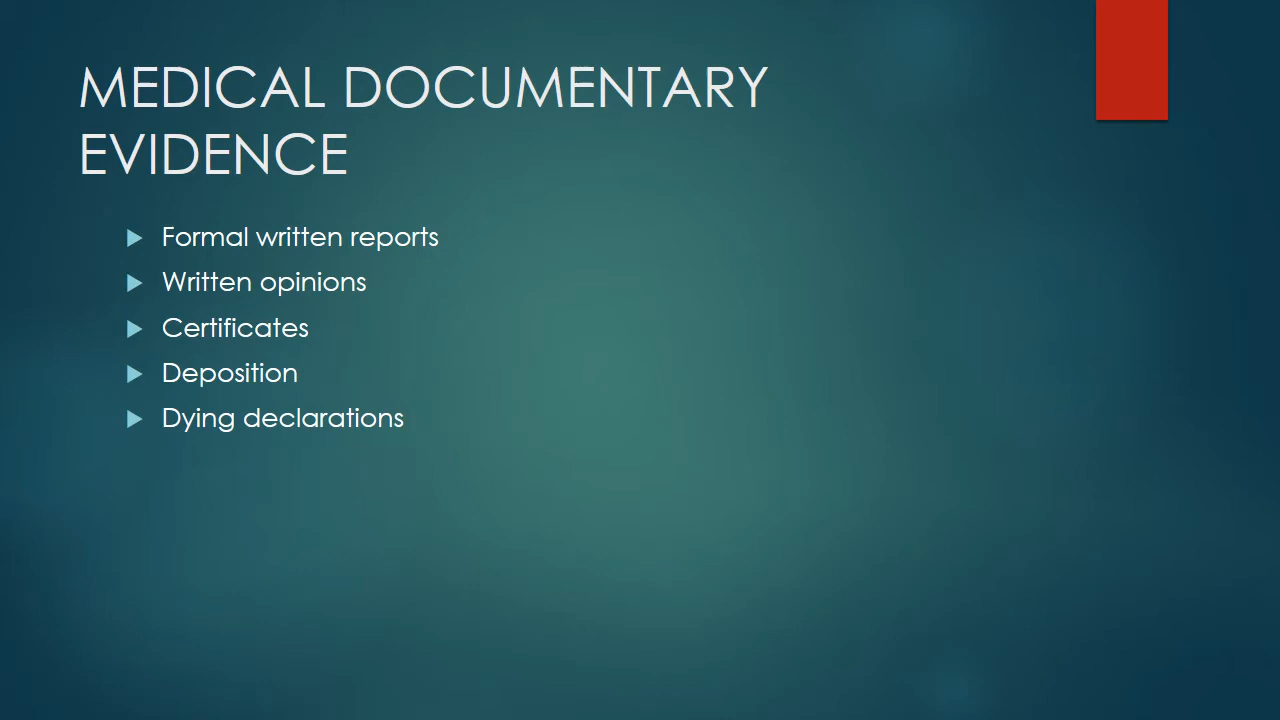 MEDICAL DOCUMENTARY
EVIDENCE
Formal written reports
Written opinions
Certificates
Deposition
Dying declarations